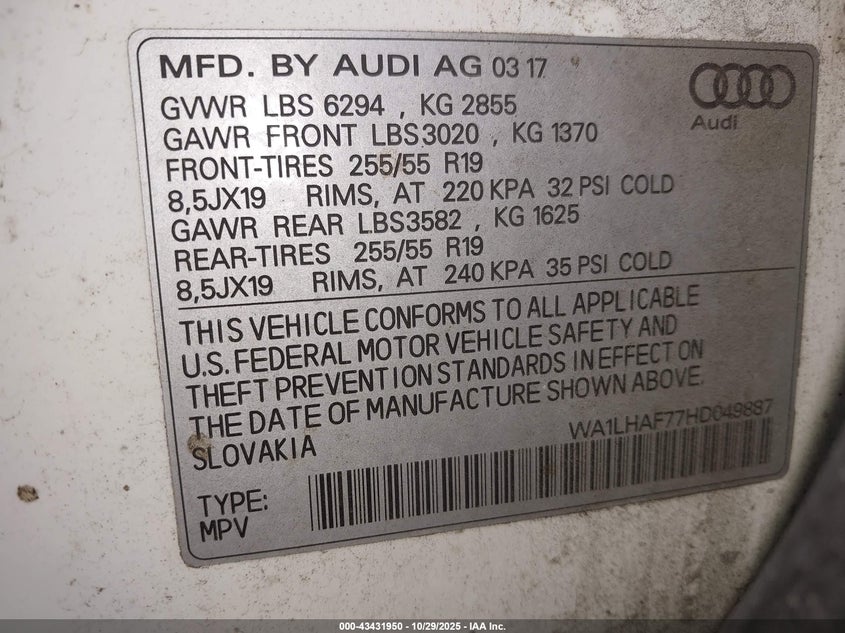 MFD. BY AUDI AG 03 17
Audi
GVWR LBS 6294 , KG 2855
GAWR FRONT LBS3020 , KG 1370
FRONT-TIRES 255/55 R19
8,5JX19 RIMS, AT 220 KPA 32 PSI COLD
GAWR REAR LBS3582 , KG 1625
REAR-TIRES 255/55 R19
8,5JX19 RIMS, AT 240 KPA 35 PSI COLD
THIS VEHICLE CONFORMS TO ALL APPLICABLE
U.S. FEDERAL MOTOR VEHICLE SAFETY AND
THEFT PREVENTION STANDARDS IN EFFECT ON
THE DATE OF MANUFACTURE SHOWN ABOVE.
SLOVAKIA
WA1LHAF77HD049887
TYPE:
MPV
000-43431950 - 10/29/2025 - IAA Inc.